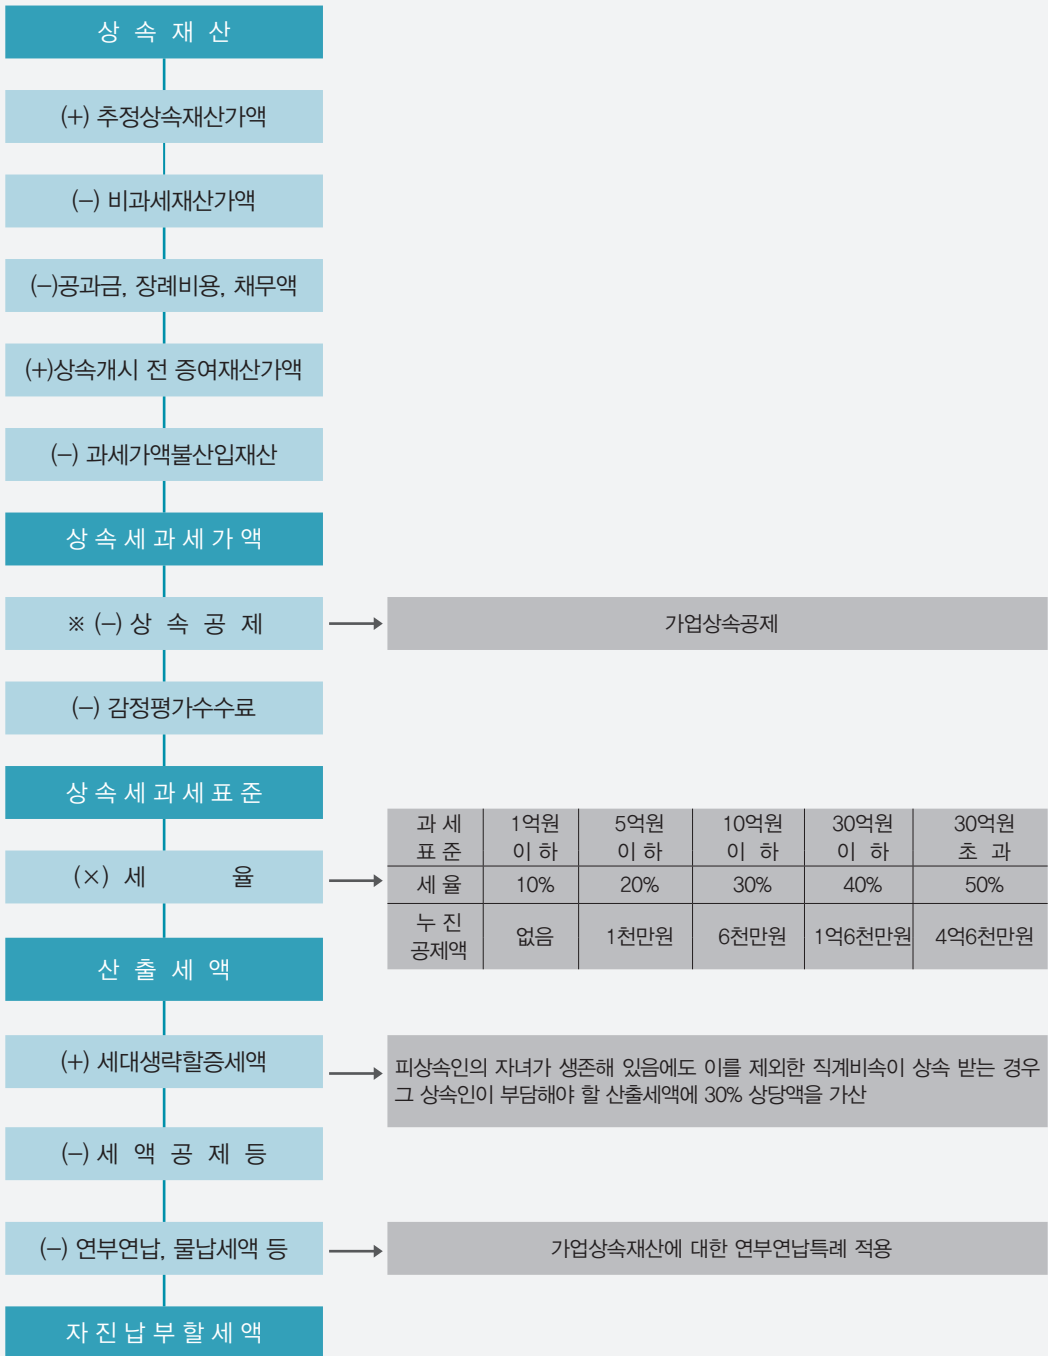 상 속 재 산
(+) 추정상속재산가액
(-) 비과세재산가액
(-)공과금, 장례비용, 채무액
(+)상속개시 전 증여재산가액
(-) 과세가액불산입재산
상 속 세 과 세 가 액
※ (-) 상 속 공 제
가업상속공제
(-) 감정평가수수료
상 속 세 과 세 표 준
(×) 세 율
과 세 표 준 1억원 이 하 5억원 이 하 10억원 이 하 30억원 이 하 30억원 초 과
세 율 10% 20% 30% 40% 50%
누 진 공제액 없음 1천만원 6천만원 1억6천만원 4억6천만원
산 출 세 액
(+) 세대생략할증세액
피상속인의 자녀가 생존해 있음에도 이를 제외한 직계비속이 상속 받는 경우
그 상속인이 부담해야 할 산출세액에 30% 상당액을 가산
(-) 세 액 공 제 등
(-) 연부연납, 물납세액 등
가업상속재산에 대한 연부연납특례 적용
자 진 납 부 할 세 액